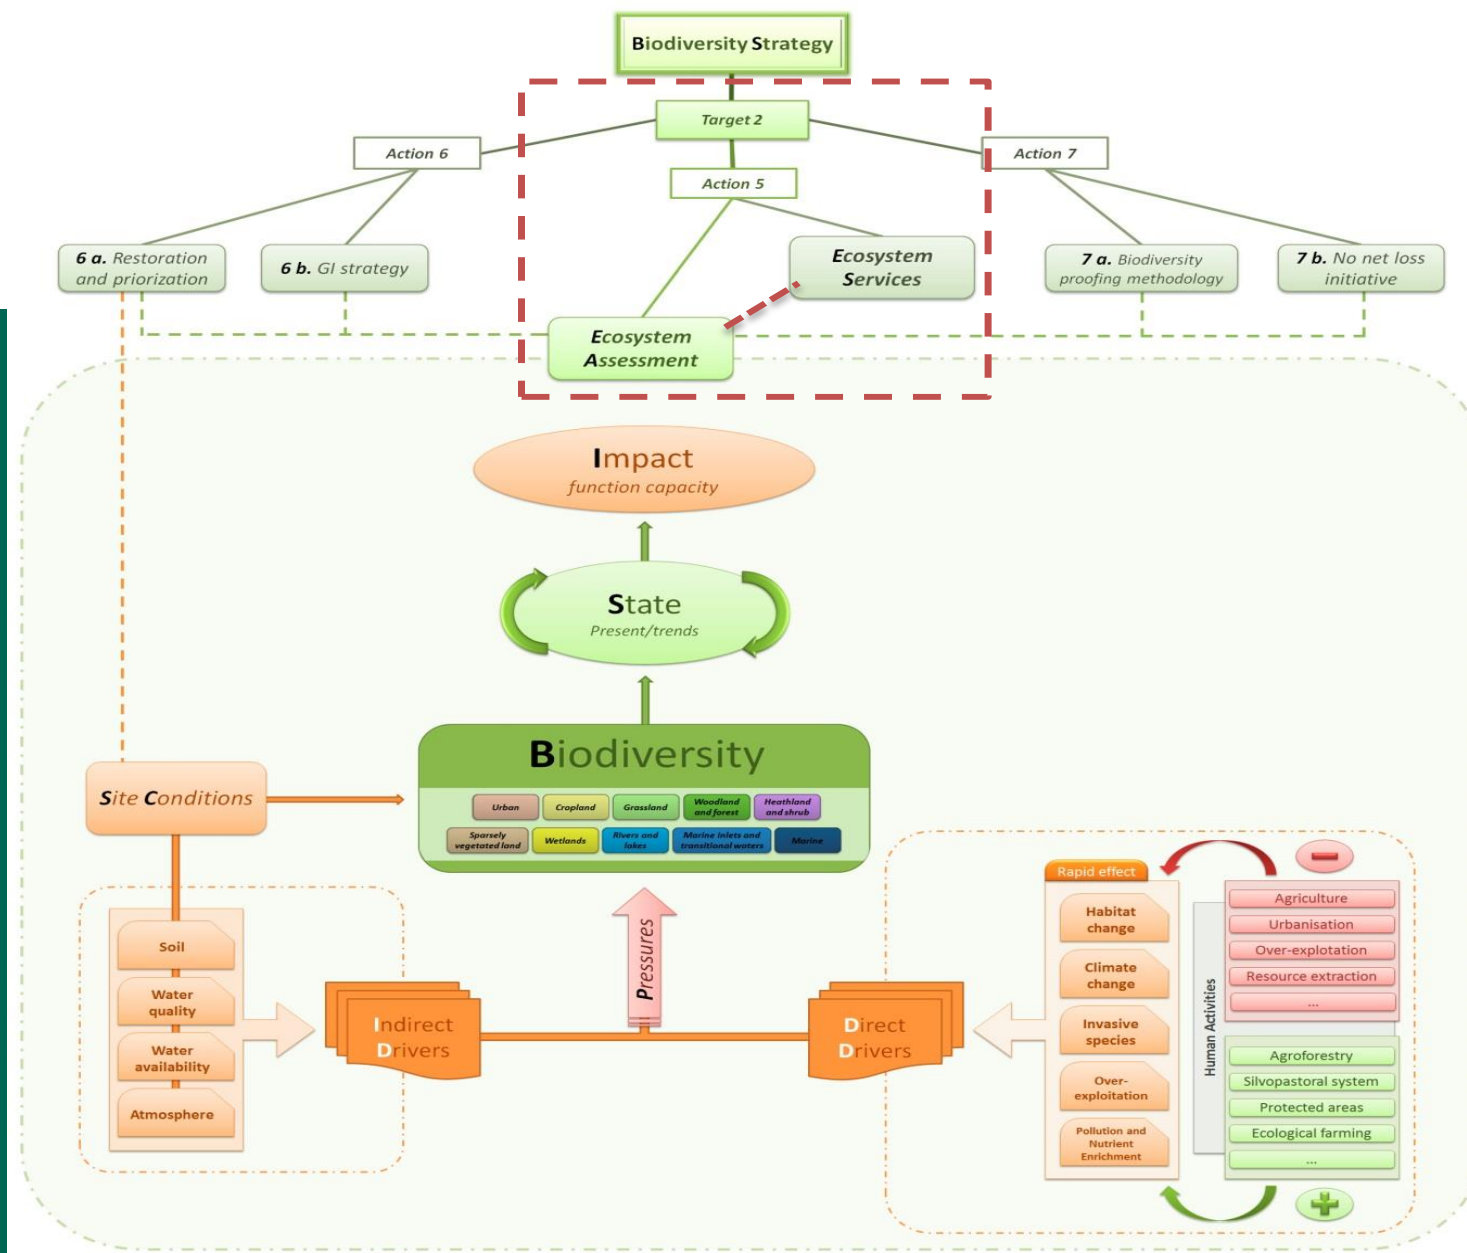 Biodiversity Strategy
Target 2
Action 6
Action 7
Action 5
6 a. Restoration
and priorization
6 b. GI strategy
Ecosystem
Services
7 a. Biodiversity
proofing methodology
7 b. No net loss
initiative
Ecosystem
Assessment
Impact
function capacity
State
Present/trends
Biodiversity
Urban
Cropland
Grassland
Woodland
and forest
Heathland
and shrub
Sparsely
vegetated land
Wetlands
Rivers and
lakes
Marine inlets and
transitional waters
Marine
Site Conditions
Soil
Water
quality
Water
availability
Atmosphere
Indirect
Drivers
Pressures
Direct
Drivers
Rapid effect
Habitat
change
Climate
change
Invasive
species
Over-
exploitation
Pollution and
Nutrient
Enrichment
Human Activities
Agriculture
Urbanisation
Over-explotation
Resource extraction
...
Agroforestry
Silvopastoral system
Protected areas
Ecological farming
...